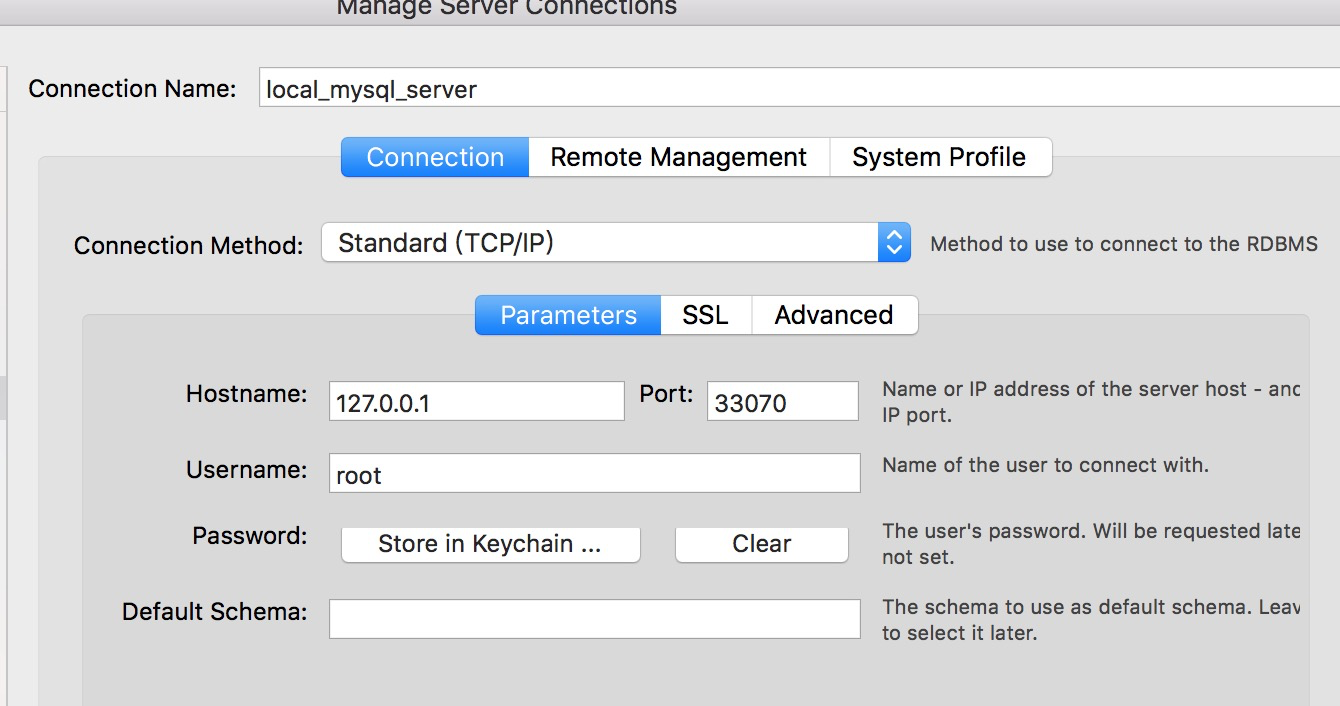 Manage Server Connections
Connection Name: local_mysql_server
Connection Remote Management System Profile
Connection Method: Standard (TCP/IP) Method to use to connect to the RDBMS
Parameters SSL Advanced
Hostname: 127.0.0.1 Port: 33070 Name or IP address of the server host - and
IP port.
Username: root Name of the user to connect with.
Password: Store in Keychain ... Clear The user's password. Will be requested late
not set.
Default Schema: The schema to use as default schema. Leav
to select it later.